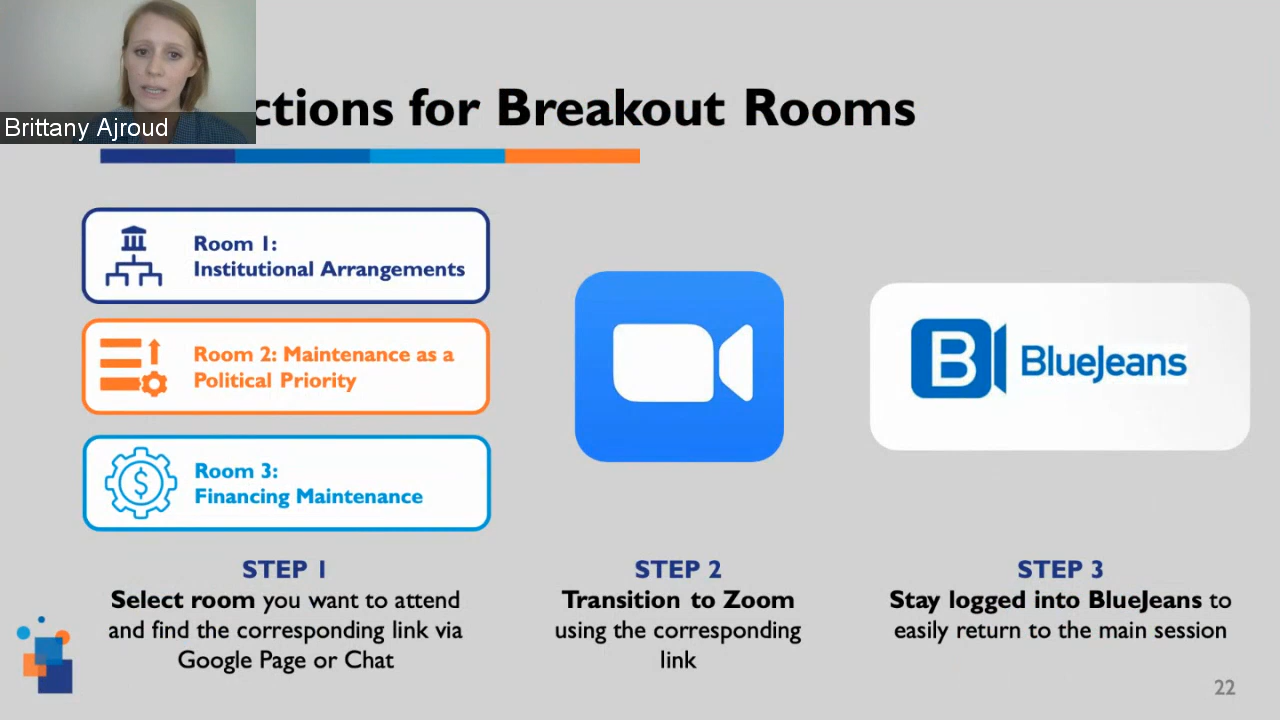 Brittany Ajroud
ctions for Breakout Rooms
Room 1:
Institutional Arrangements
Room 2: Maintenance as a
Political Priority
Room 3:
Financing Maintenance
$
B BlueJeans
STEP 1
Select room you want to attend
and find the corresponding link via
Google Page or Chat
STEP 2
Transition to Zoom
using the corresponding
link
STEP 3
Stay logged into BlueJeans to
easily return to the main session
22